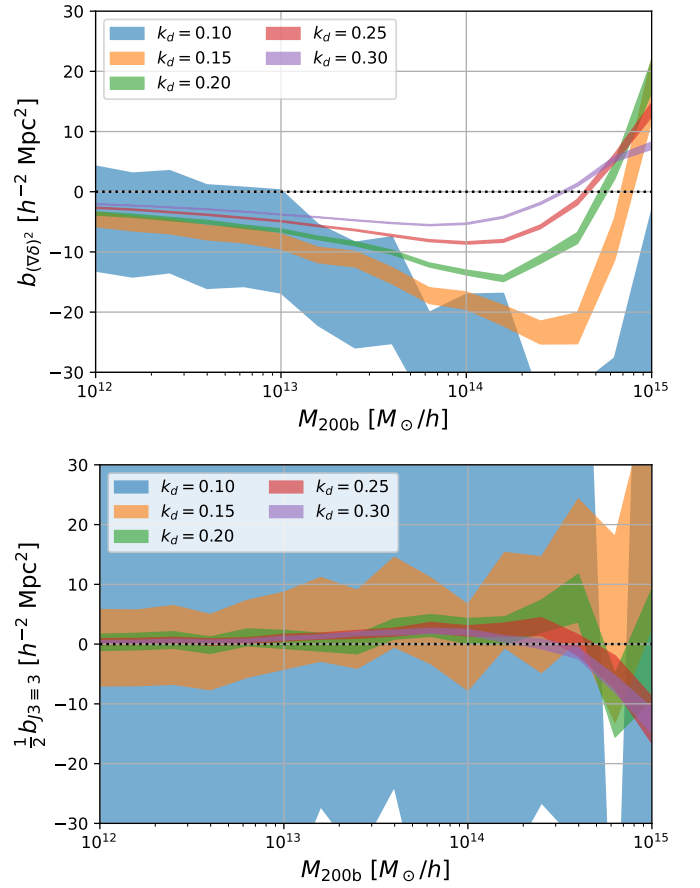 30
20
10
0
−10
−20
−30
b_{(∇δ)^2} [h^{-2} Mpc^2]
k_d = 0.10
k_d = 0.15
k_d = 0.20
k_d = 0.25
k_d = 0.30
10^{12}
10^{13}
10^{14}
10^{15}
M_{200b} [M_⊙/h]
30
20
10
0
−10
−20
−30
\frac{1}{2} b_{J3≡3} [h^{-2} Mpc^2]
k_d = 0.10
k_d = 0.15
k_d = 0.20
k_d = 0.25
k_d = 0.30
10^{12}
10^{13}
10^{14}
10^{15}
M_{200b} [M_⊙/h]